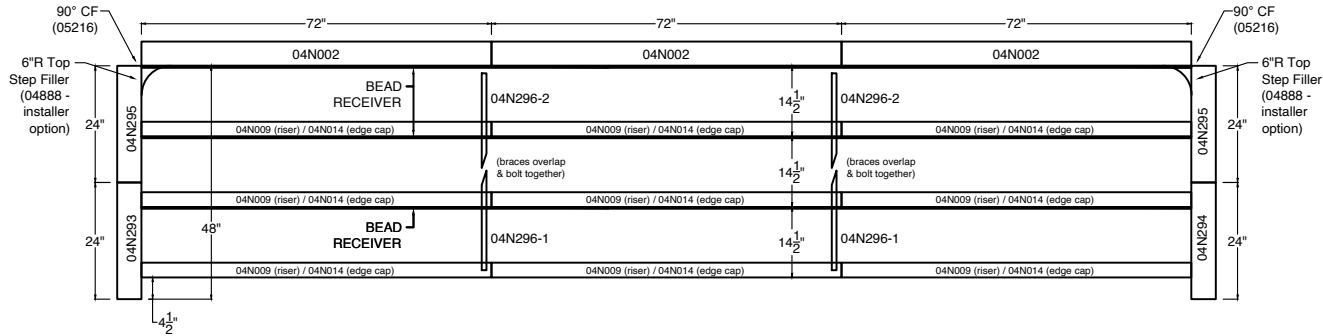 90° CF
(05216)
72"
72"
72"
90° CF
(05216)
04N002
04N002
04N002
6"R Top
Step Filler
(04888 -
installer
option)
6"R Top
Step Filler
(04888 -
installer
option)
24"
04N295
BEAD
RECEIVER
04N296-2
14½"
04N296-2
04N295
24"
04N009 (riser) / 04N014 (edge cap)
04N009 (riser) / 04N014 (edge cap)
04N009 (riser) / 04N014 (edge cap)
(braces overlap
& bolt together)
14½"
(braces overlap
& bolt together)
04N009 (riser) / 04N014 (edge cap)
04N009 (riser) / 04N014 (edge cap)
04N009 (riser) / 04N014 (edge cap)
24"
04N293
48"
BEAD
RECEIVER
04N296-1
14½"
04N296-1
04N294
24"
04N009 (riser) / 04N014 (edge cap)
04N009 (riser) / 04N014 (edge cap)
04N009 (riser) / 04N014 (edge cap)
4½"